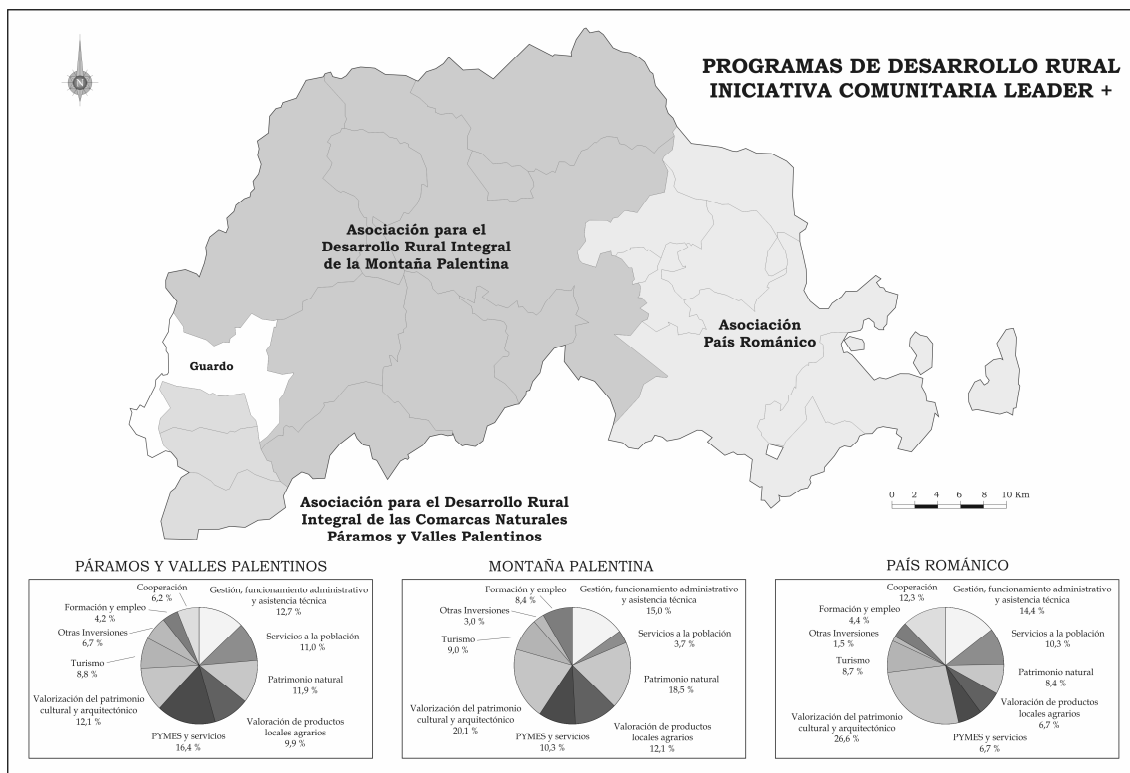 PROGRAMAS DE DESARROLLO RURAL
INICIATIVA COMUNITARIA LEADER +
N
Asociación para el
Desarrollo Rural Integral
de la Montaña Palentina
Asociación
País Románico
Guardo
Asociación para el Desarrollo Rural
Integral de las Comarcas Naturales
Páramos y Valles Palentinos
0 2 4 6 8 10 Km
PÁRAMOS Y VALLES PALENTINOS
Cooperación
6,2 %
Gestión, funcionamiento administrativo
y asistencia técnica
12,7 %
Formación y empleo
4,2 %
Otras Inversiones
6,7 %
Servicios a la población
11,0 %
Turismo
8,8 %
Patrimonio natural
11,9 %
Valorización del patrimonio
cultural y arquitectónico
12,1 %
Valoración de productos
locales agrarios
9,9 %
PYMES y servicios
16,4 %
MONTAÑA PALENTINA
Formación y empleo
8,4 %
Gestión, funcionamiento administrativo
y asistencia técnica
15,0 %
Otras Inversiones
3,0 %
Servicios a la población
3,7 %
Turismo
9,0 %
Patrimonio natural
18,5 %
Valorización del patrimonio
cultural y arquitectónico
20,1 %
Valoración de productos
locales agrarios
12,1 %
PYMES y servicios
10,3 %
PAÍS ROMÁNICO
Cooperación
12,3 %
Gestión, funcionamiento administrativo
y asistencia técnica
14,4 %
Formación y empleo
4,4 %
Otras Inversiones
1,5 %
Servicios a la población
10,3 %
Turismo
8,7 %
Patrimonio natural
8,4 %
Valorización del patrimonio
cultural y arquitectónico
26,6 %
Valoración de productos
locales agrarios
6,7 %
PYMES y servicios
6,7 %